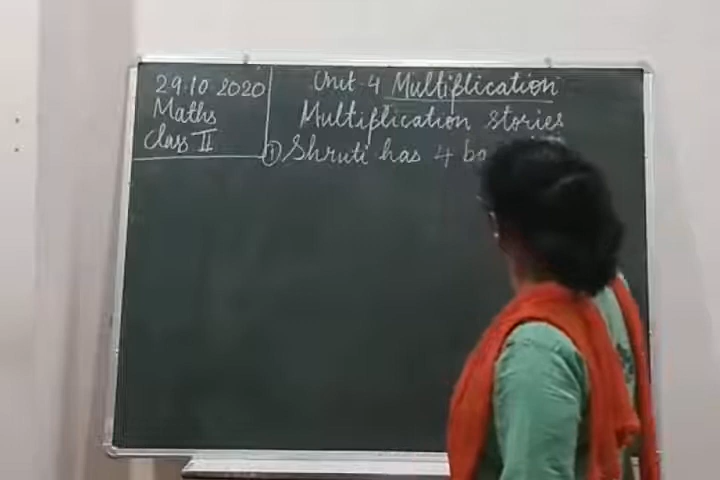 29.10 2020
Maths
Class II
Unit-4 Multiplication
Multiplication stories
① Shruti has 4